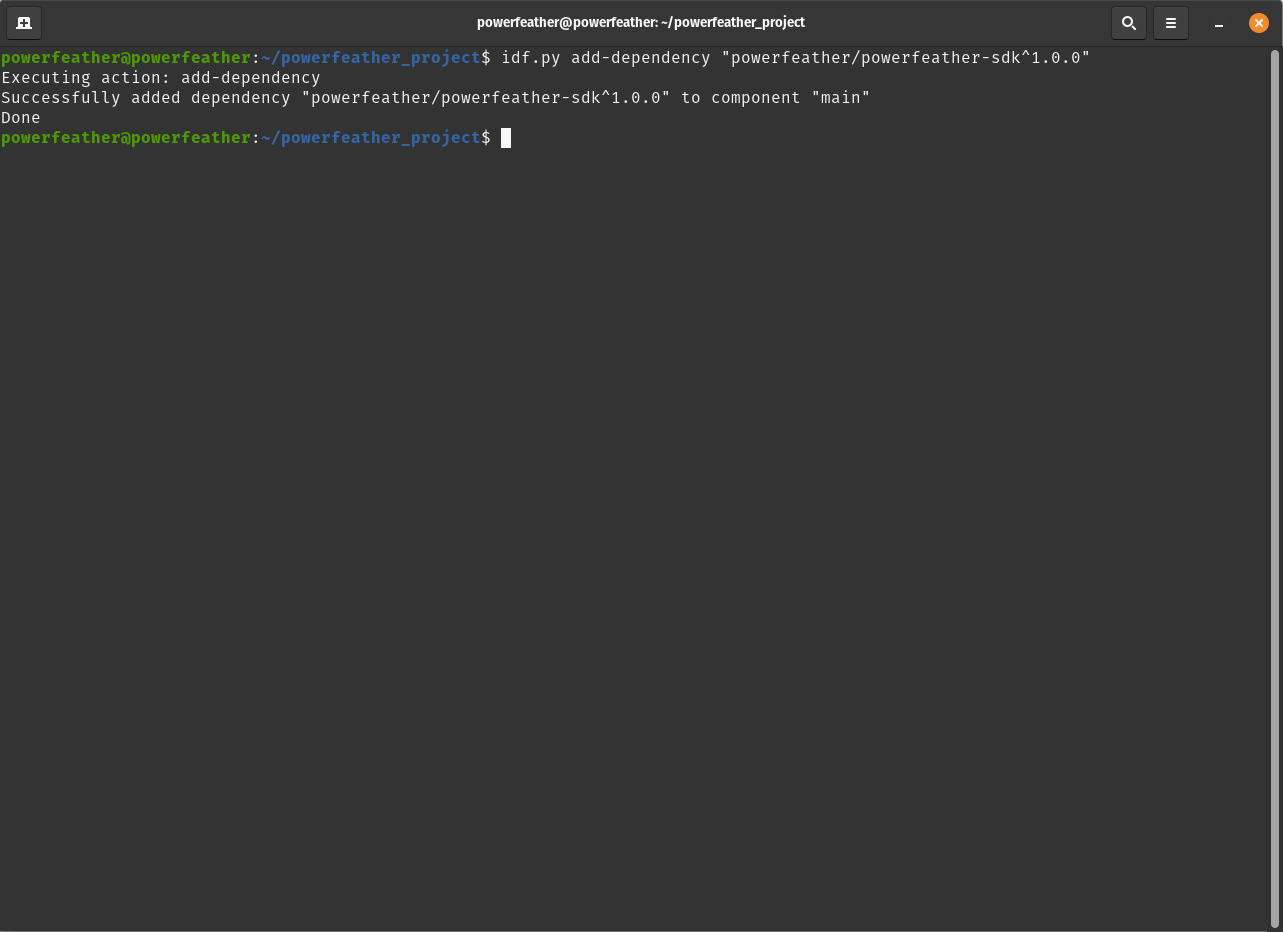 powerfeather@powerfeather: ~/powerfeather_project
powerfeather@powerfeather:~/powerfeather_project$ idf.py add-dependency "powerfeather/powerfeather-sdk^1.0.0"
Executing action: add-dependency
Successfully added dependency "powerfeather/powerfeather-sdk^1.0.0" to component "main"
Done
powerfeather@powerfeather:~/powerfeather_project$